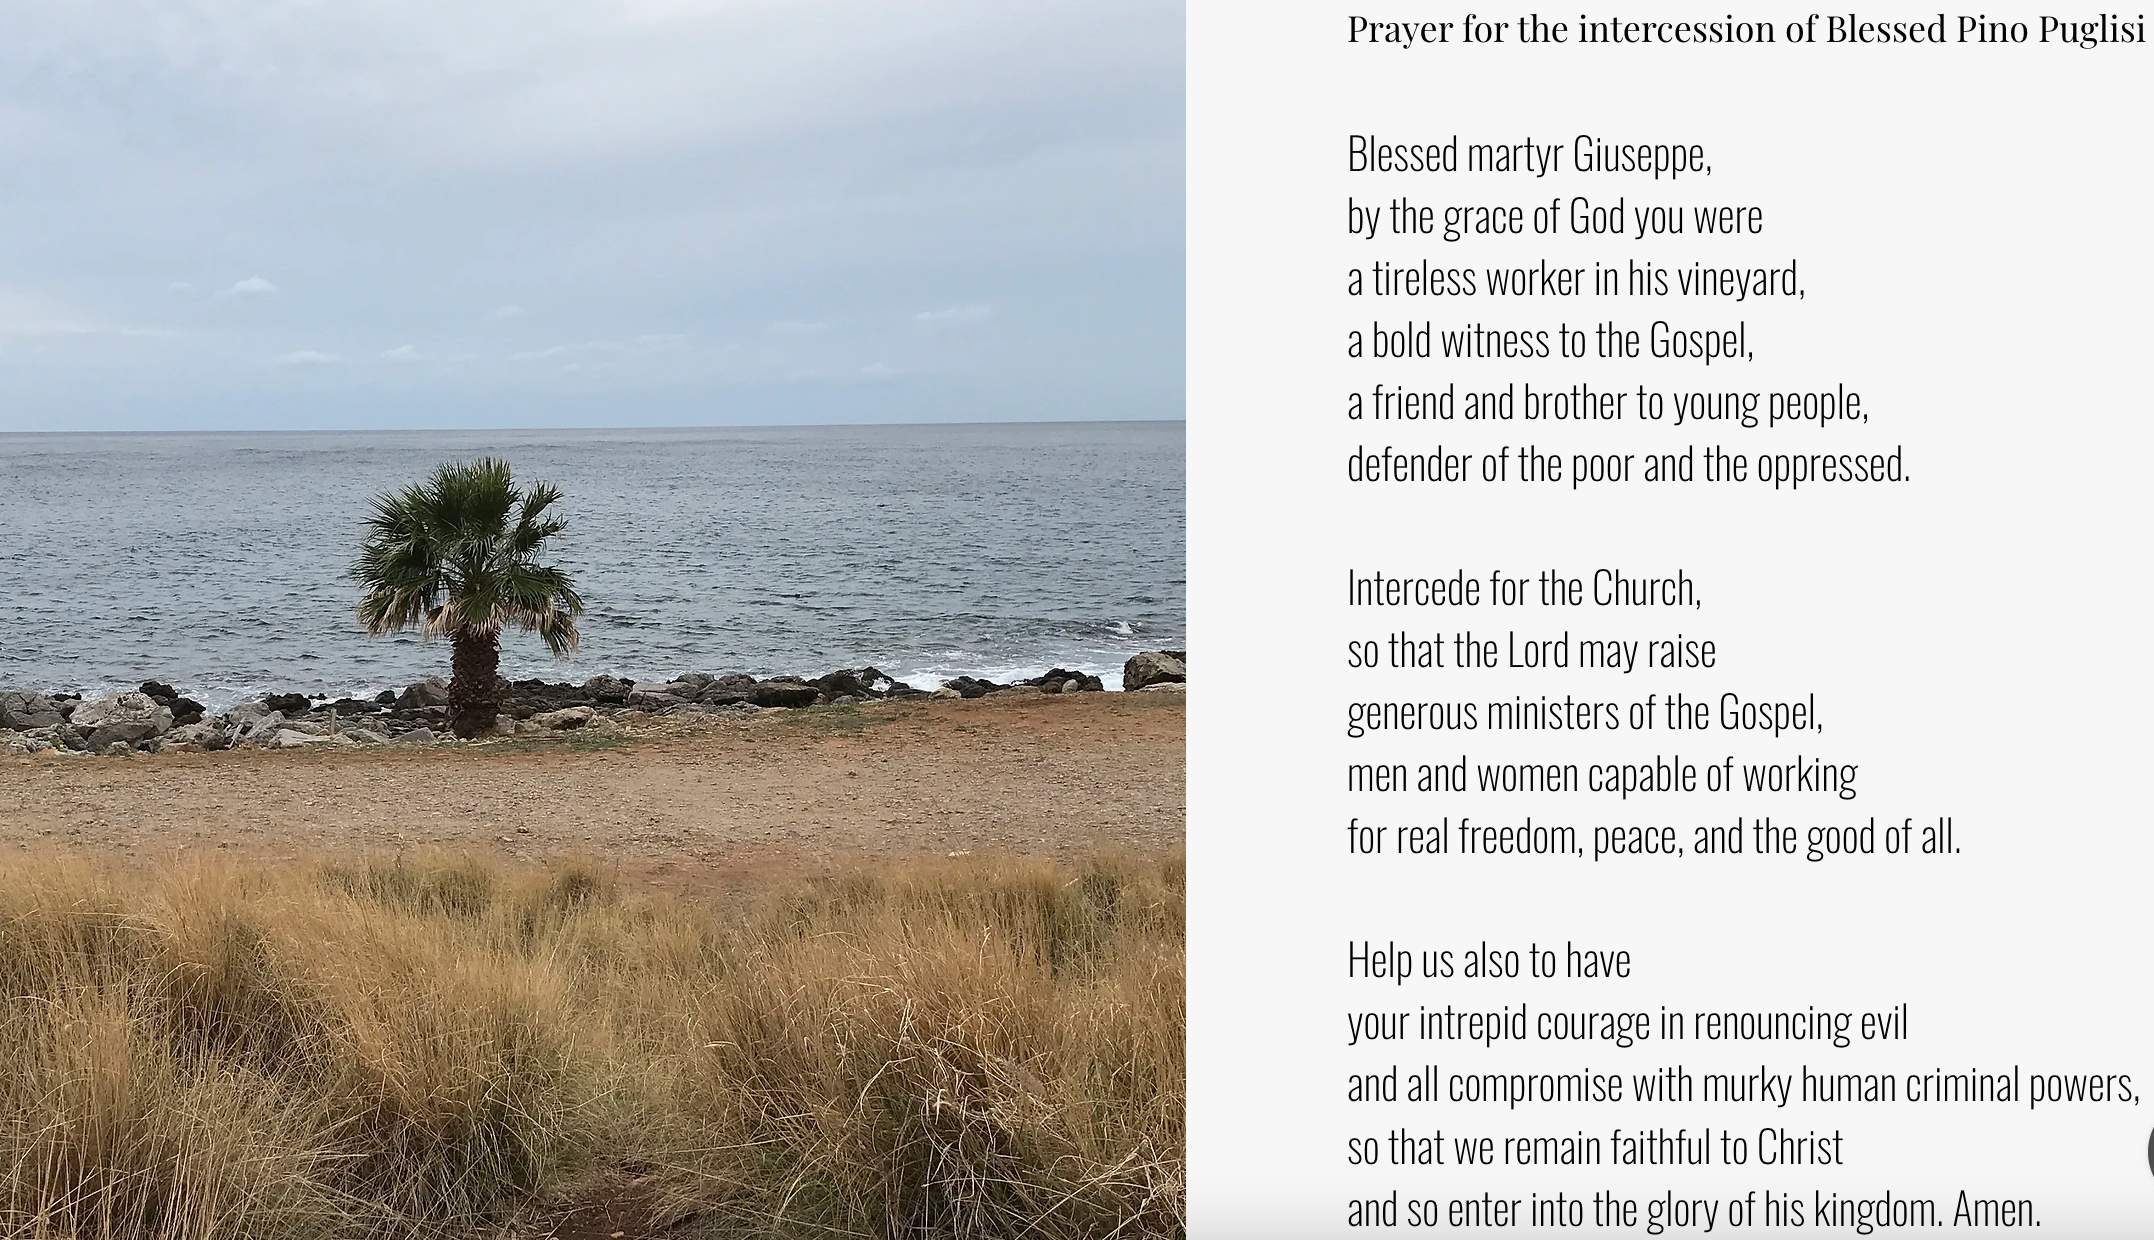 Prayer for the intercession of Blessed Pino Puglisi
Blessed martyr Giuseppe,
by the grace of God you were
a tireless worker in his vineyard,
a bold witness to the Gospel,
a friend and brother to young people,
defender of the poor and the oppressed.
Intercede for the Church,
so that the Lord may raise
generous ministers of the Gospel,
men and women capable of working
for real freedom, peace, and the good of all.
Help us also to have
your intrepid courage in renouncing evil
and all compromise with murky human criminal powers,
so that we remain faithful to Christ
and so enter into the glory of his kingdom. Amen.